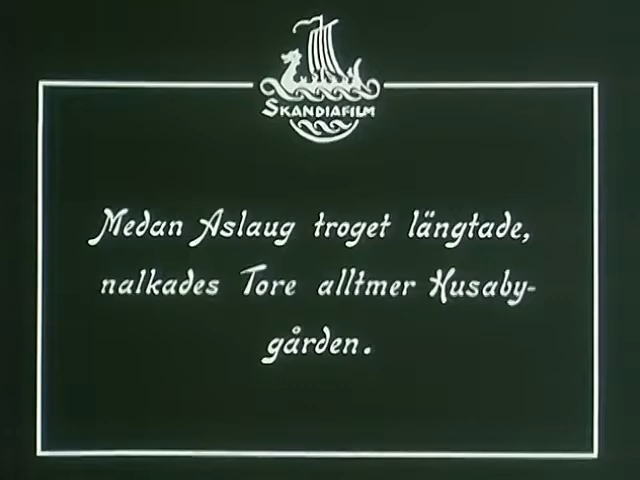 SKANDIAFILM
Medan Aslaug troget längtade,
nalkades Tore alltmer Husaby-
gården.